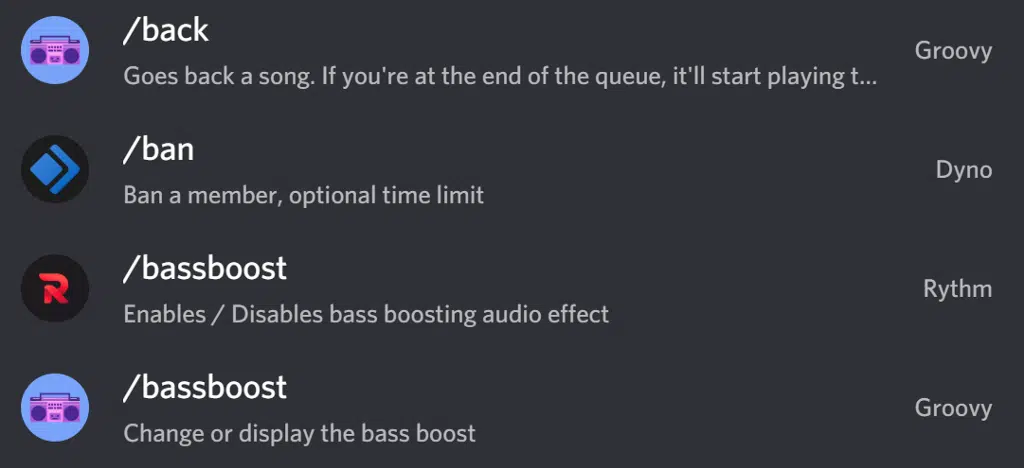 /back
Groovy
Goes back a song. If you're at the end of the queue, it'll start playing t...
/ban
Dyno
Ban a member, optional time limit
/bassboost
Rythm
Enables / Disables bass boosting audio effect
/bassboost
Groovy
Change or display the bass boost